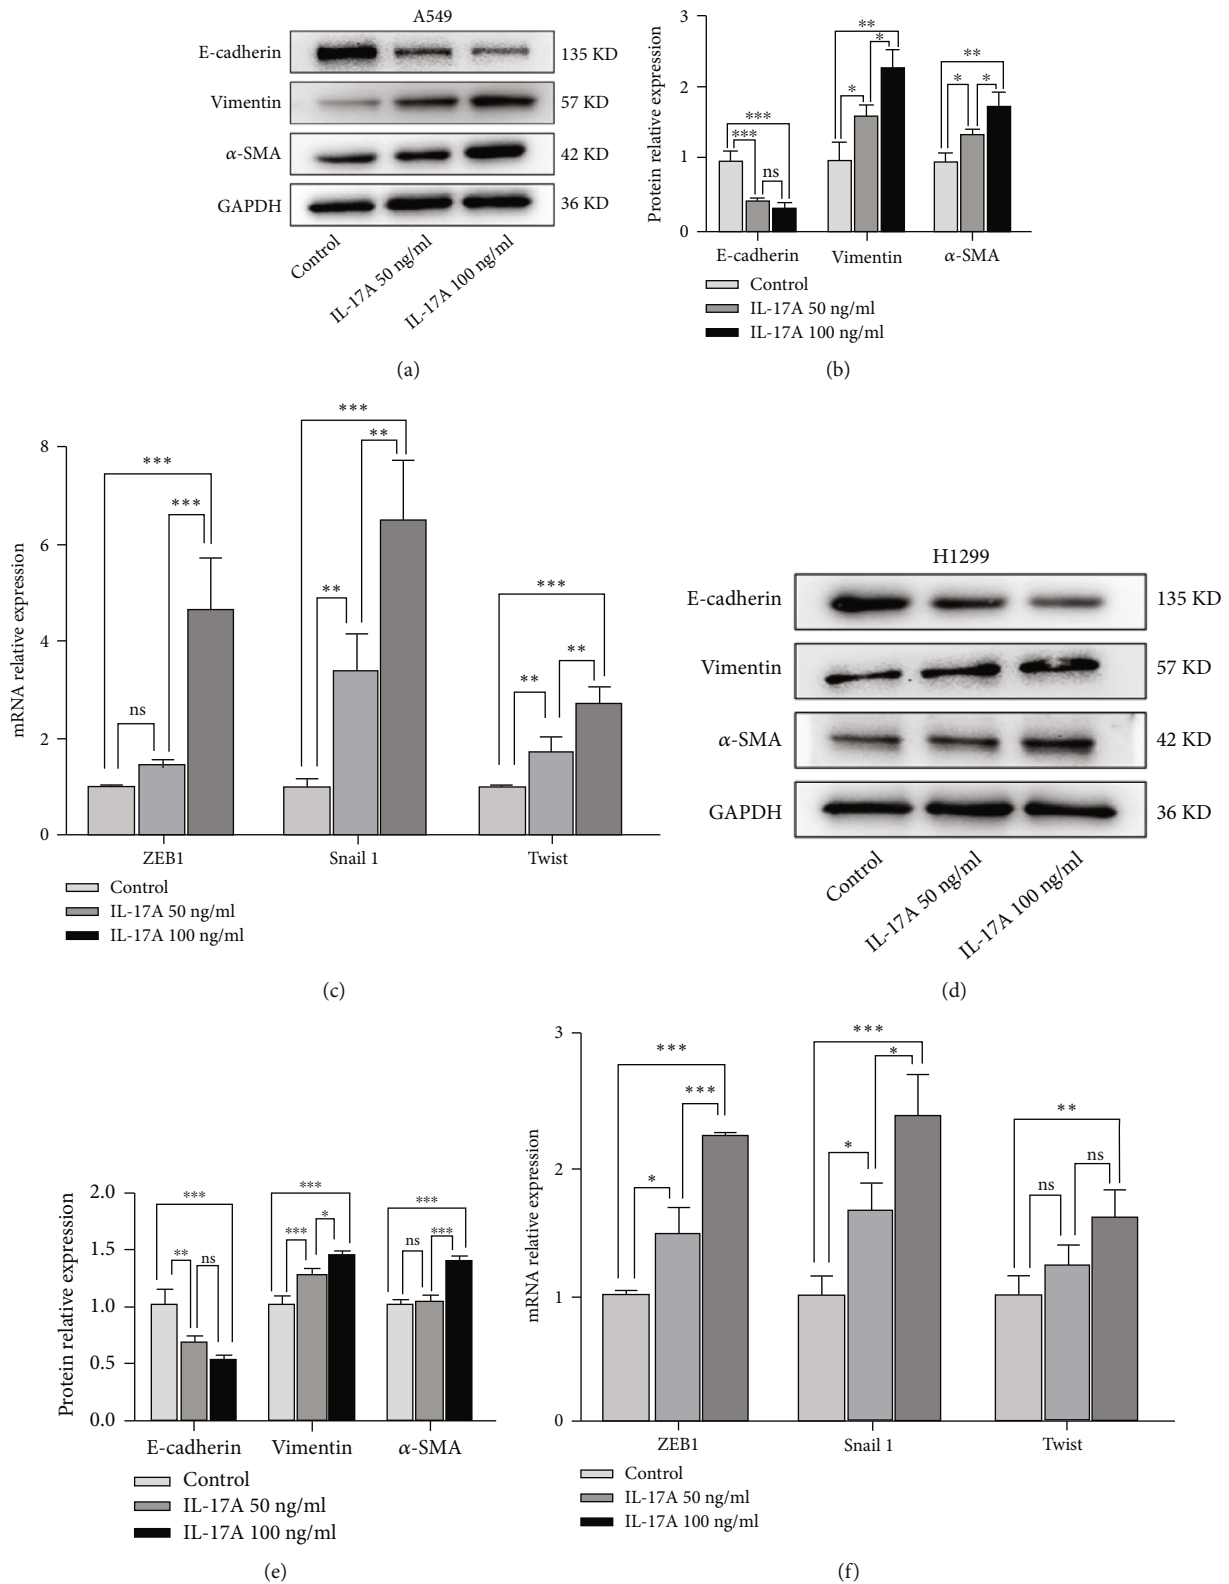 A549
E-cadherin
135 KD
Vimentin
57 KD
α-SMA
42 KD
GAPDH
36 KD
Control
IL-17A 50 ng/ml
IL-17A 100 ng/ml
(a)
Protein relative expression
3
2
1
0
*** *** ns
** * *
** * *
E-cadherin Vimentin α-SMA
Control
IL-17A 50 ng/ml
IL-17A 100 ng/ml
(b)
mRNA relative expression
8
6
4
2
0
*** *** ns
*** ** **
*** ** **
ZEB1 Snail 1 Twist
Control
IL-17A 50 ng/ml
IL-17A 100 ng/ml
(c)
H1299
E-cadherin
135 KD
Vimentin
57 KD
α-SMA
42 KD
GAPDH
36 KD
Control
IL-17A 50 ng/ml
IL-17A 100 ng/ml
(d)
Protein relative expression
2.0
1.5
1.0
0.5
0.0
*** ** ns
*** *** *
*** ns ***
E-cadherin Vimentin α-SMA
Control
IL-17A 50 ng/ml
IL-17A 100 ng/ml
(e)
mRNA relative expression
3
2
1
0
*** *** *
*** * *
** ns ns
ZEB1 Snail 1 Twist
Control
IL-17A 50 ng/ml
IL-17A 100 ng/ml
(f)